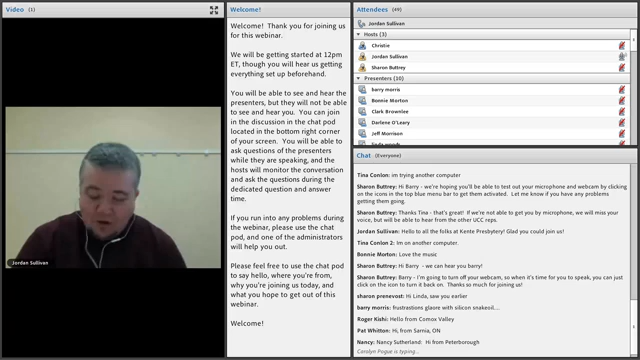 Video (1)
Jordan Sullivan
Welcome!
Welcome! Thank you for joining us
for this webinar.
We will be getting started at 12pm
ET, though you will hear us getting
everything set up beforehand.
You will be able to see and hear the
presenters, but they will not be able
to see and hear you. You can join
in the discussion in the chat pod
located in the bottom right corner
of your screen. You will be able to
ask questions of the presenters
while they are speaking, and the
hosts will monitor the conversation
and ask the questions during the
dedicated question and answer
time.
If you run into any problems during
the webinar, please use the chat
pod, and one of the administrators
will help you out.
Please feel free to use the chat pod
to say hello, where you're from,
why you're joining us today, and
what you hope to get out of this
webinar.
Welcome!
Attendees (49)
Jordan Sullivan
Hosts (3)
Christie
Jordan Sullivan
Sharon Buttrey
Presenters (10)
barry morris
Bonnie Morton
Clark Brownlee
Darlene O'Leary
Jeff Morrison
Chat (Everyone)
Tina Conlon: im trying another computer
Sharon Buttrey: Hi Barry - we're hoping you'll be able to test out your microphone and webcam by clicking
on the icons in the top blue menu bar to get them activated. Let me know if you have any problems
getting them going.
Sharon Buttrey: Thanks Tina - that's great! If we're not able to get you by microphone, we will miss your
voice, but will be able to hear from the other UCC reps.
Jordan Sullivan: Hello to all the folks at Kente Presbytery! Glad you could join us!
Tina Conlon 2: Im on another computer.
Bonnie Morton: Love the music
Sharon Buttrey: Hi Barry - we can hear you barry!
Sharon Buttrey: Barry - I'm going to turn off your webcam, so when it's time for you to speak, you can just
click on the icon to turn it back on. Thanks so much for joining us!
sharon prenevost: Hi Linda, saw you earlier
barry morris: frustrastions glaore with silicon snakeoil....
Roger Kishi: Hello from Comox Valley
Pat Whitton: Hi, from Sarnia, ON
Nancy: Nancy Sutherland: Hi from Peterborough
Carolyn Pogue is typing...